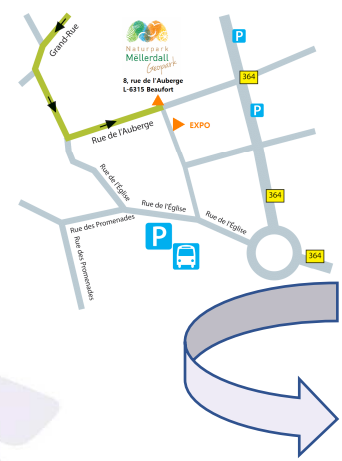 Grand-Rue
P
Naturpark
Mëllerdall
Geopark
8, rue de l'Auberge
L-6315 Beaufort
364
P
EXPO
Rue de l'Auberge
Rue de l'Église
364
Rue de l'Église
Rue de l'Église
Rue des Promenades
Rue des Promenades
P
364